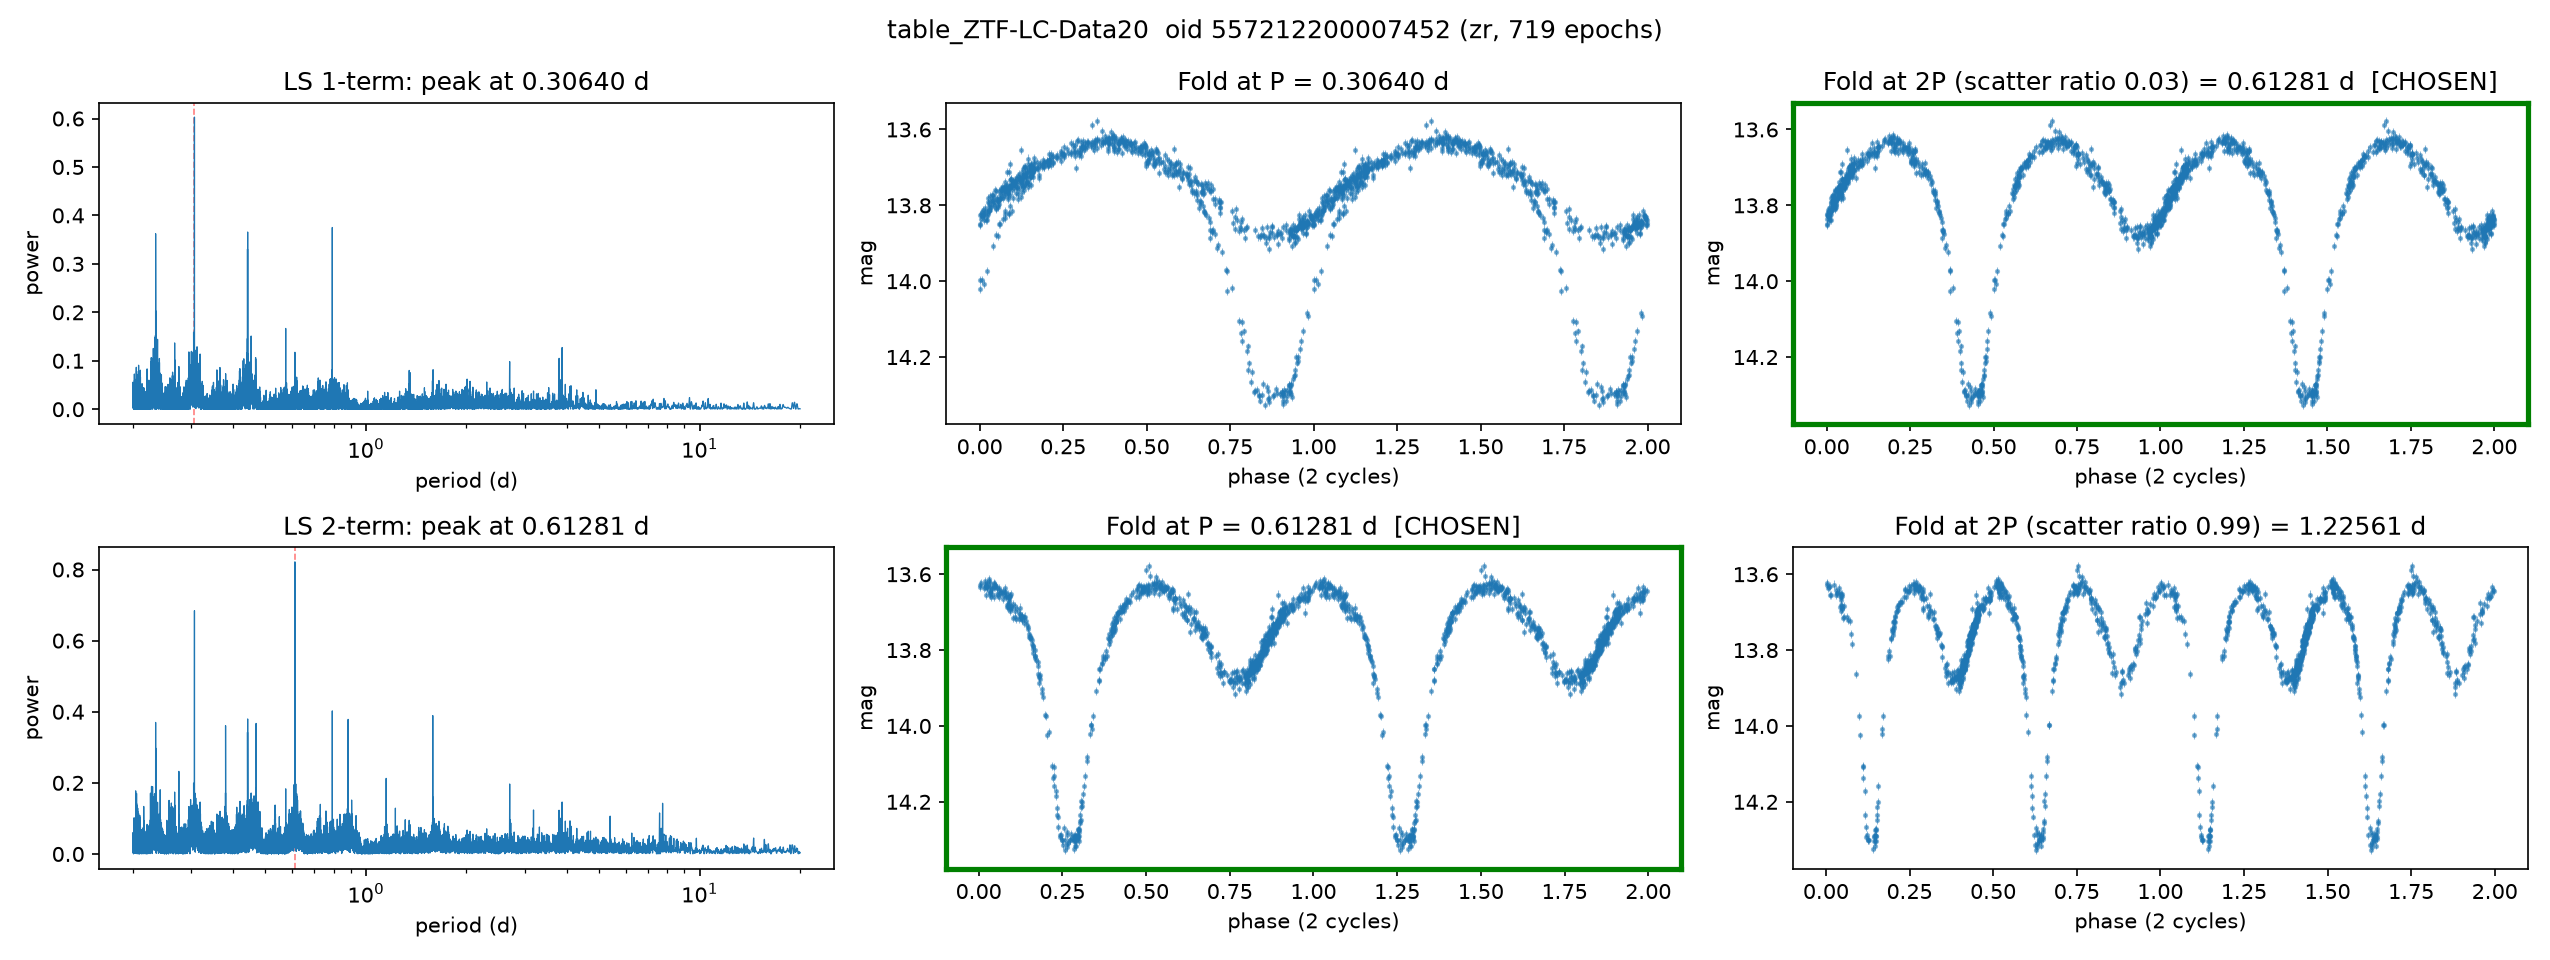 table_ZTF-LC-Data20  oid 557212200007452 (zr, 719 epochs)
LS 1-term: peak at 0.30640 d
power
0.6
0.5
0.4
0.3
0.2
0.1
0.0
10⁰
10¹
period (d)
Fold at P = 0.30640 d
mag
13.6
13.8
14.0
14.2
0.00 0.25 0.50 0.75 1.00 1.25 1.50 1.75 2.00
phase (2 cycles)
Fold at 2P (scatter ratio 0.03) = 0.61281 d  [CHOSEN]
mag
13.6
13.8
14.0
14.2
0.00 0.25 0.50 0.75 1.00 1.25 1.50 1.75 2.00
phase (2 cycles)
LS 2-term: peak at 0.61281 d
power
0.8
0.6
0.4
0.2
0.0
10⁰
10¹
period (d)
Fold at P = 0.61281 d  [CHOSEN]
mag
13.6
13.8
14.0
14.2
0.00 0.25 0.50 0.75 1.00 1.25 1.50 1.75 2.00
phase (2 cycles)
Fold at 2P (scatter ratio 0.99) = 1.22561 d
mag
13.6
13.8
14.0
14.2
0.00 0.25 0.50 0.75 1.00 1.25 1.50 1.75 2.00
phase (2 cycles)